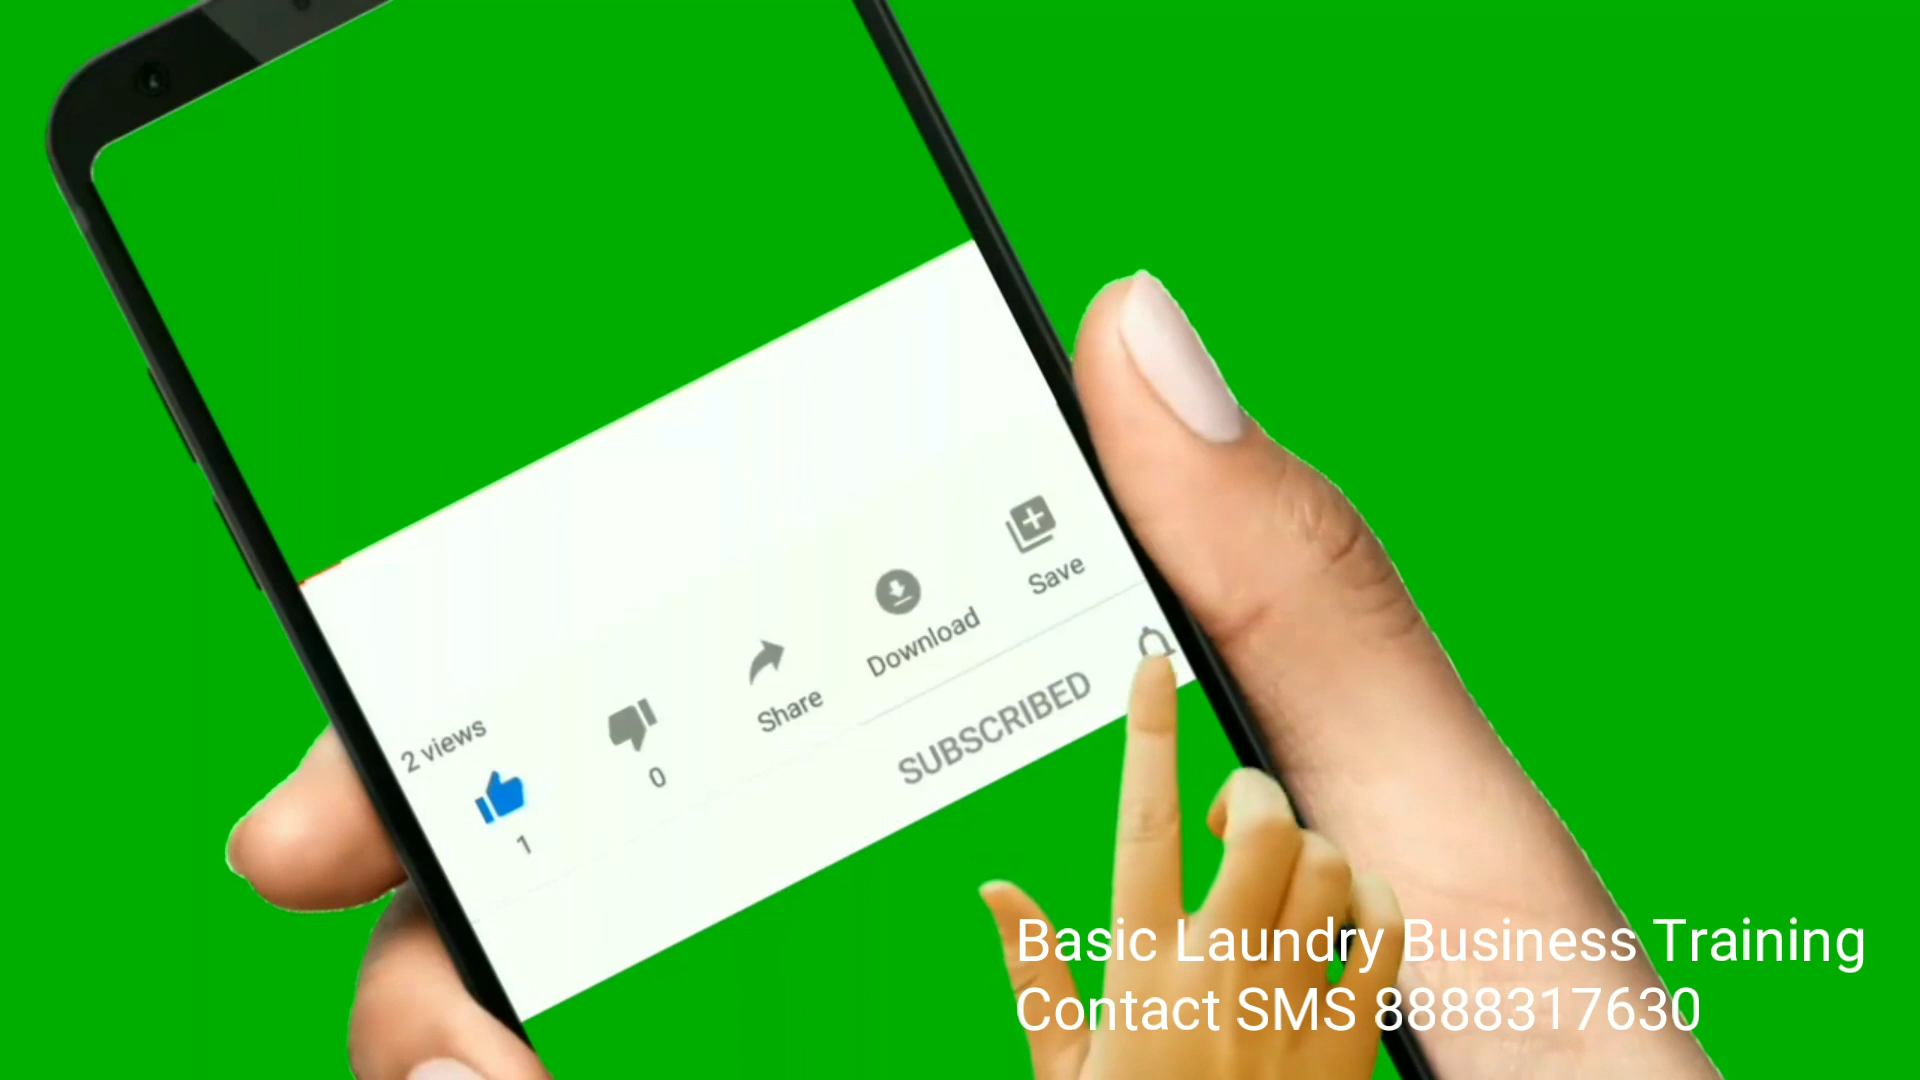 2 views
1
0
Share
Download
Save
SUBSCRIBED
Basic Laundry Business Training
Contact SMS 8888317630